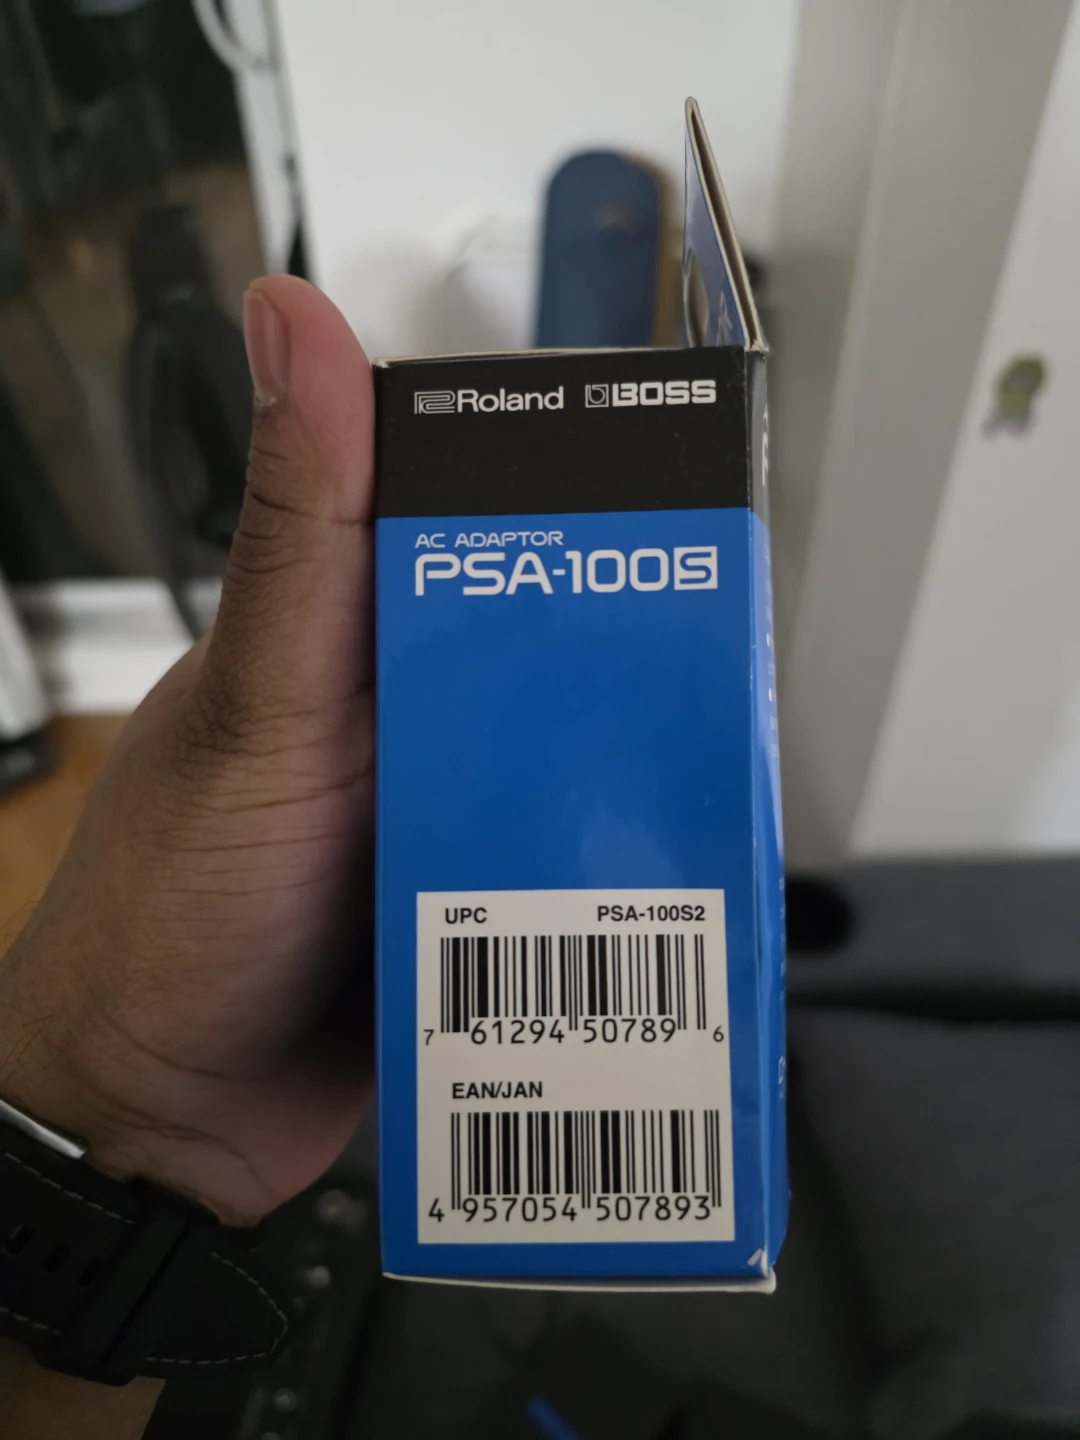 Roland BOSS
AC ADAPTOR
PSA-100S
UPC PSA-100S2
7 61294 50789 6
EAN/JAN
4 957054 507893